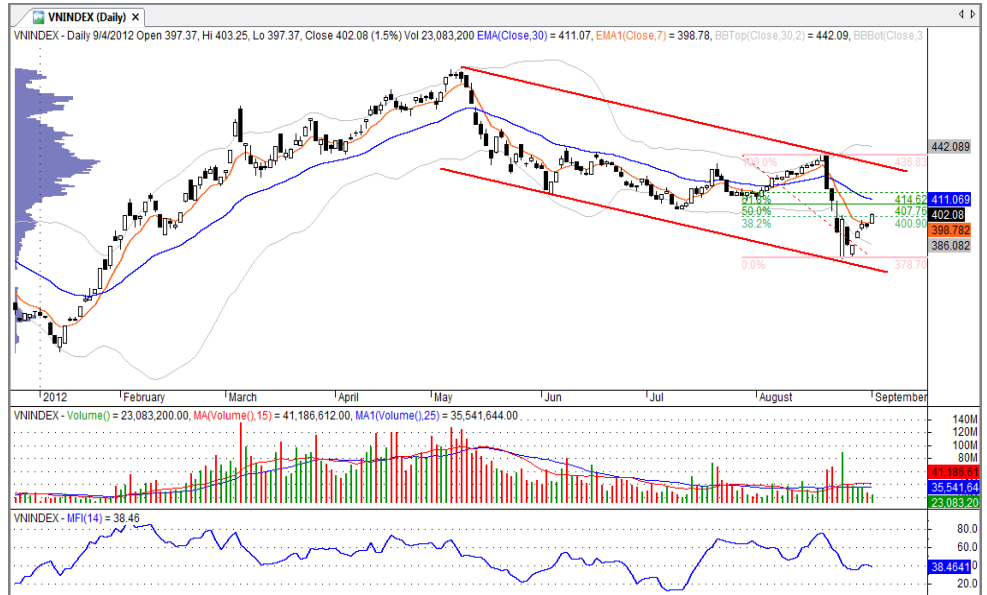 VNINDEX (Daily)
VNINDEX - Daily 9/4/2012 Open 397.37, Hi 403.25, Lo 397.37, Close 402.08 (1.5%) Vol 23,083,200 EMA(Close,30) = 411.07, EMA1(Close,7) = 398.78, BBTop(Close,30,2) = 442.09, BBBot(Close,3
442.089
436.83
411.069
414.62
50.0% 407.76
402.08
38.2% 400.90
398.782
386.082
0.0% 378.70
2012 February March April May Jun Jul August September
VNINDEX - Volume() = 23,083,200.00, MA(Volume(),15) = 41,186,612.00, MA1(Volume(),25) = 35,541,644.00
140M
120M
100M
80M
41,186,61
35,541,64
23,083,20
VNINDEX - MFI(14) = 38.46
80.0
60.0
38.4641
20.0